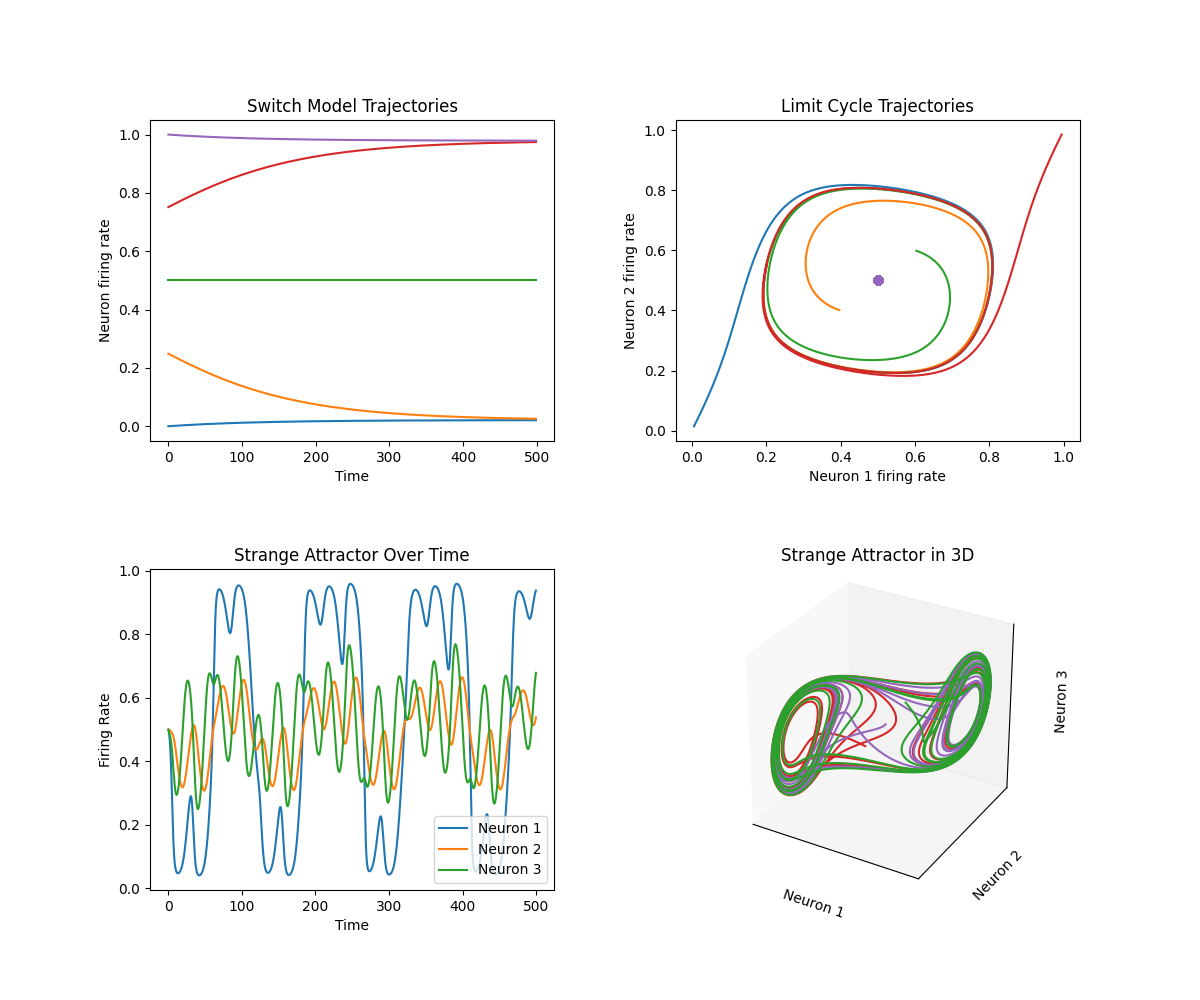 Switch Model Trajectories
1.0
0.8
0.6
0.4
0.2
0.0
Neuron firing rate
0 100 200 300 400 500
Time
Limit Cycle Trajectories
1.0
0.8
0.6
0.4
0.2
0.0
Neuron 2 firing rate
0.0 0.2 0.4 0.6 0.8 1.0
Neuron 1 firing rate
Strange Attractor Over Time
1.0
0.8
0.6
0.4
0.2
0.0
Firing Rate
Neuron 1
Neuron 2
Neuron 3
0 100 200 300 400 500
Time
Strange Attractor in 3D
Neuron 3
Neuron 2
Neuron 1